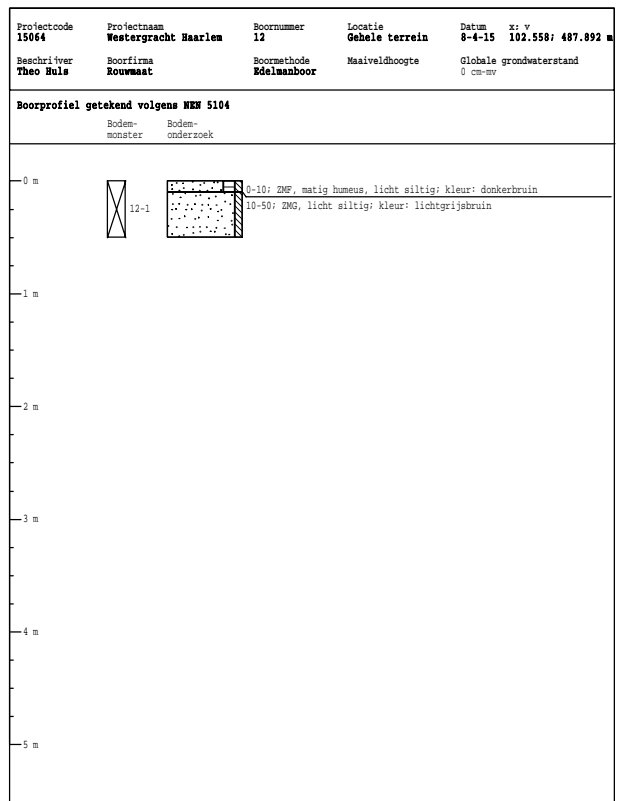 Projectcode Projectnaam Boornummer Locatie Datum x: v
15064 Westergracht Haarlem 12 Gehele terrein 8-4-15 102.558; 487.892 m
Beschrijver Boorfirma Boormethode Maaiveldhoogte Globale grondwaterstand
Theo Huls Rouwmaat Edelmanboor 0 cm-mv
Boorprofiel getekend volgens NEN 5104
Bodem- Bodem-
monster onderzoek
0 m
0-10; ZMF, matig humeus, licht siltig; kleur: donkerbruin
12-1 10-50; ZMG, licht siltig; kleur: lichtgrijsbruin
1 m
2 m
3 m
4 m
5 m